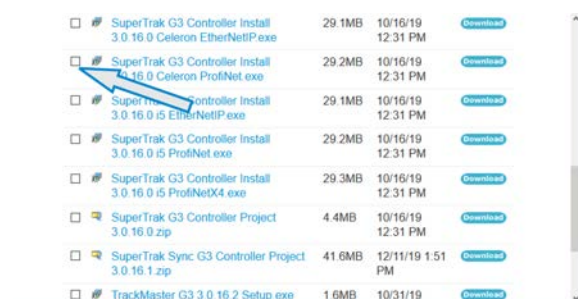 SuperTrak G3 Controller Install 29.1MB 10/16/19 Download
3.0.16.0 Celeron EtherNetIP.exe 12:31 PM
SuperTrak G3 Controller Install 29.2MB 10/16/19 Download
3.0.16.0 Celeron ProfiNet.exe 12:31 PM
SuperTrak G3 Controller Install 29.1MB 10/16/19 Download
3.0.16.0 i5 EtherNetIP.exe 12:31 PM
SuperTrak G3 Controller Install 29.2MB 10/16/19 Download
3.0.16.0 i5 ProfiNet.exe 12:31 PM
SuperTrak G3 Controller Install 29.3MB 10/16/19 Download
3.0.16.0 i5 ProfiNetX4.exe 12:31 PM
SuperTrak G3 Controller Project 4.4MB 10/16/19 Download
3.0.16.0.zip 12:31 PM
SuperTrak Sync G3 Controller Project 41.6MB 12/11/19 1:51 Download
3.0.16.1.zip PM
TrackMaster G3 3.0.16.2 Setup.exe 1.6MB 10/31/19 Download